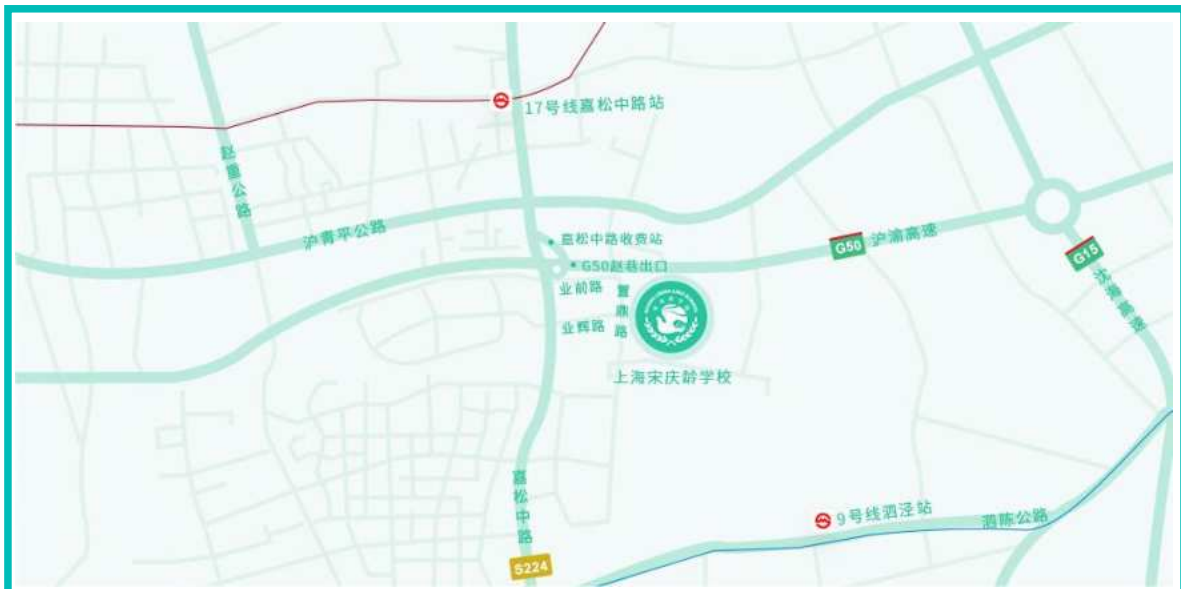 17号线嘉松中路站
赵重公路
沪青平公路
嘉松中路收费站
G50 沪渝高速
G50赵巷出口
G15
沈海高速
业前路
置鼎路
业辉路
上海宋庆龄学校
嘉松中路
9号线泗泾站
泗陈公路
S224